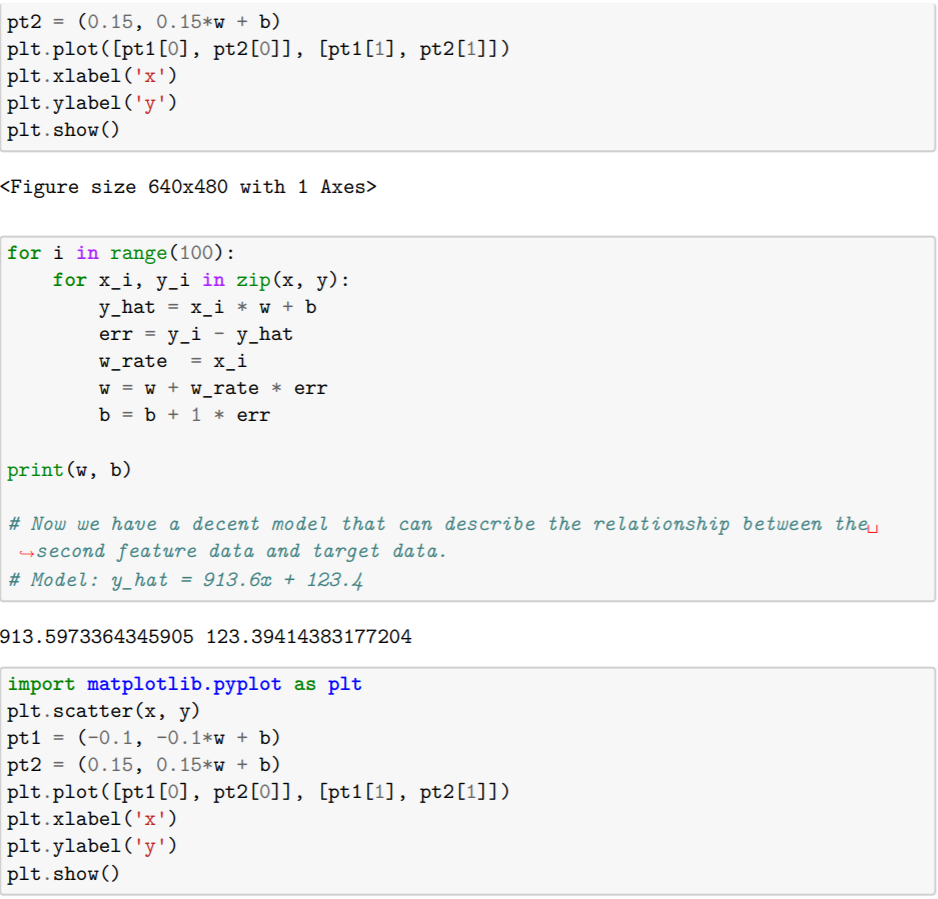 pt2 = (0.15, 0.15*w + b)
plt.plot([pt1[0], pt2[0]], [pt1[1], pt2[1]])
plt.xlabel('x')
plt.ylabel('y')
plt.show()
<Figure size 640x480 with 1 Axes>
for i in range(100):
    for x_i, y_i in zip(x, y):
        y_hat = x_i * w + b
        err = y_i - y_hat
        w_rate  = x_i
        w = w + w_rate * err
        b = b + 1 * err
print(w, b)
# Now we have a decent model that can describe the relationship between the␣
↪second feature data and target data.
# Model: y_hat = 913.6x + 123.4
913.5973364345905 123.39414383177204
import matplotlib.pyplot as plt
plt.scatter(x, y)
pt1 = (-0.1, -0.1*w + b)
pt2 = (0.15, 0.15*w + b)
plt.plot([pt1[0], pt2[0]], [pt1[1], pt2[1]])
plt.xlabel('x')
plt.ylabel('y')
plt.show()